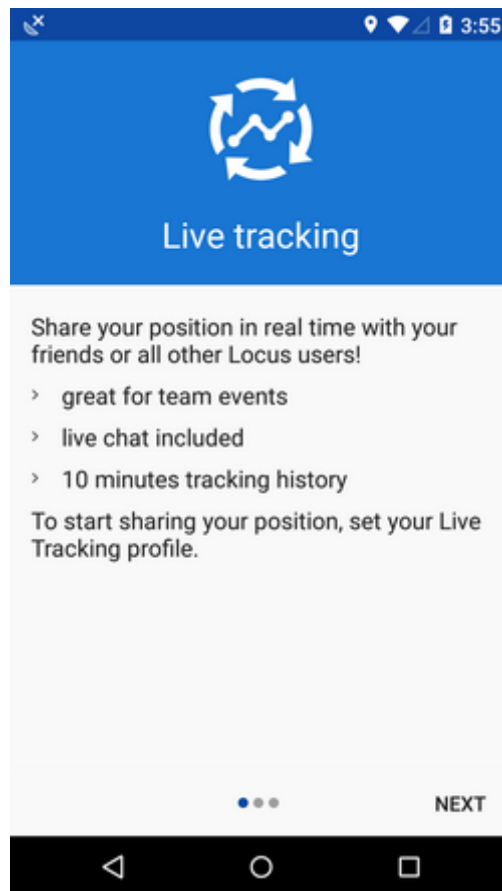 3:55
Live tracking
Share your position in real time with your
friends or all other Locus users!
great for team events
live chat included
10 minutes tracking history
To start sharing your position, set your Live
Tracking profile.
NEXT